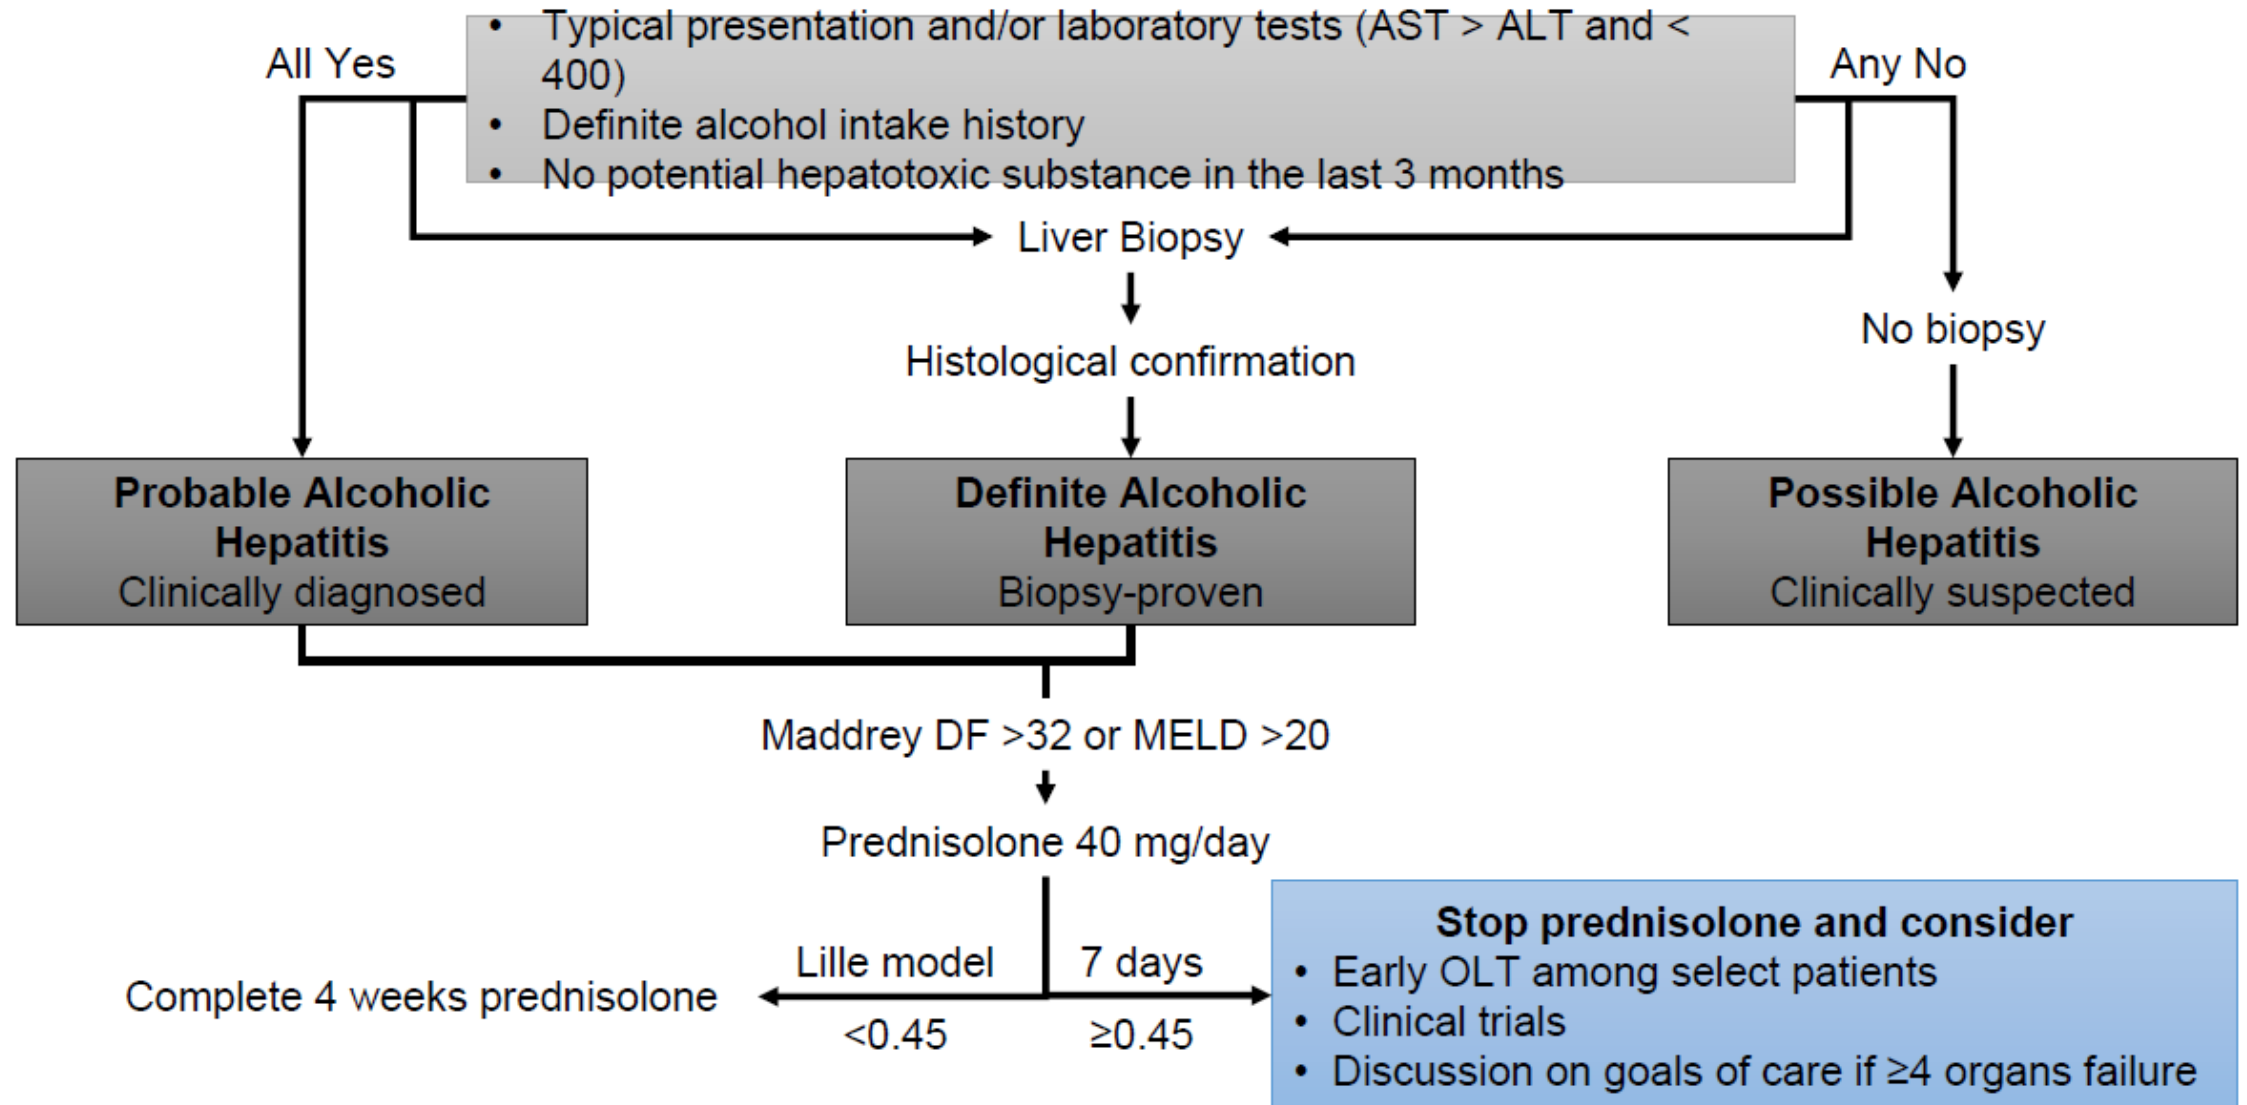 • Typical presentation and/or laboratory tests (AST > ALT and <
400)
• Definite alcohol intake history
• No potential hepatotoxic substance in the last 3 months
All Yes
Any No
Liver Biopsy
No biopsy
Histological confirmation
Probable Alcoholic
Hepatitis
Clinically diagnosed
Definite Alcoholic
Hepatitis
Biopsy-proven
Possible Alcoholic
Hepatitis
Clinically suspected
Maddrey DF >32 or MELD >20
Prednisolone 40 mg/day
Lille model
7 days
Complete 4 weeks prednisolone
<0.45
≥0.45
Stop prednisolone and consider
• Early OLT among select patients
• Clinical trials
• Discussion on goals of care if ≥4 organs failure